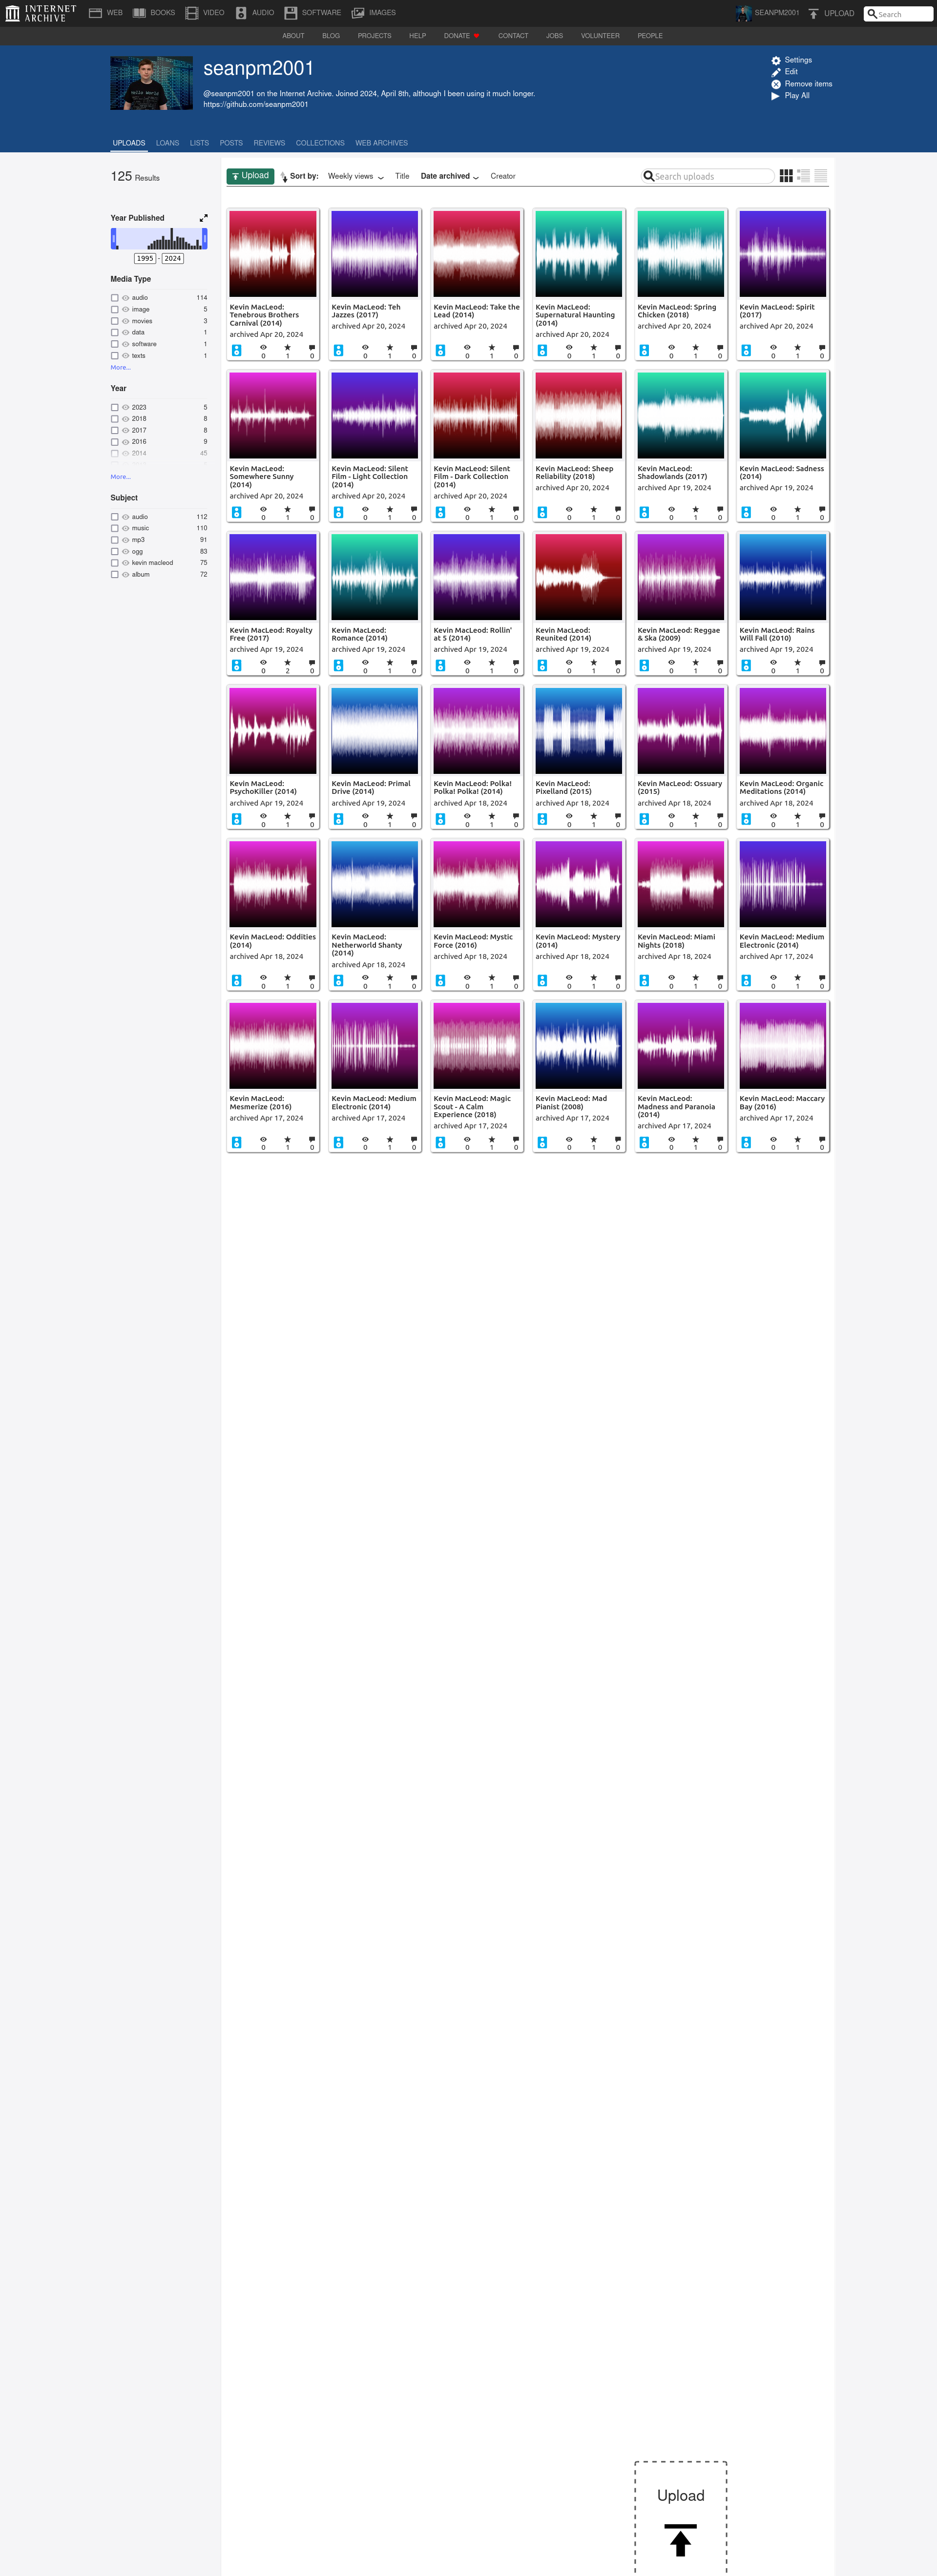 INTERNET ARCHIVE
WEB BOOKS VIDEO AUDIO SOFTWARE IMAGES SEANPM2001 UPLOAD Search
ABOUT BLOG PROJECTS HELP DONATE CONTACT JOBS VOLUNTEER PEOPLE
Hello World
seanpm2001
@seanpm2001 on the Internet Archive. Joined 2024, April 8th, although I been using it much longer.
https://github.com/seanpm2001
Settings
Edit
Remove items
Play All
UPLOADS LOANS LISTS POSTS REVIEWS COLLECTIONS WEB ARCHIVES
125 Results
Year Published
1995 - 2024
Media Type
audio 114
image 5
movies 3
data 1
software 1
texts 1
More...
Year
2023 5
2018 8
2017 8
2016 9
2014 45
More...
Subject
audio 112
music 110
mp3 91
ogg 83
kevin macleod 75
album 72
Upload Sort by: Weekly views Title Date archived Creator Search uploads
Kevin MacLeod:
Tenebrous Brothers
Carnival (2014)
archived Apr 20, 2024
0 1 0
Kevin MacLeod: Teh
Jazzes (2017)
archived Apr 20, 2024
0 1 0
Kevin MacLeod: Take the
Lead (2014)
archived Apr 20, 2024
0 1 0
Kevin MacLeod:
Supernatural Haunting
(2014)
archived Apr 20, 2024
0 1 0
Kevin MacLeod: Spring
Chicken (2018)
archived Apr 20, 2024
0 1 0
Kevin MacLeod: Spirit
(2017)
archived Apr 20, 2024
0 1 0
Kevin MacLeod:
Somewhere Sunny
(2014)
archived Apr 20, 2024
0 1 0
Kevin MacLeod: Silent
Film - Light Collection
(2014)
archived Apr 20, 2024
0 1 0
Kevin MacLeod: Silent
Film - Dark Collection
(2014)
archived Apr 20, 2024
0 1 0
Kevin MacLeod: Sheep
Reliability (2018)
archived Apr 20, 2024
0 1 0
Kevin MacLeod:
Shadowlands (2017)
archived Apr 19, 2024
0 1 0
Kevin MacLeod: Sadness
(2014)
archived Apr 19, 2024
0 1 0
Kevin MacLeod: Royalty
Free (2017)
archived Apr 19, 2024
0 2 0
Kevin MacLeod:
Romance (2014)
archived Apr 19, 2024
0 1 0
Kevin MacLeod: Rollin'
at 5 (2014)
archived Apr 19, 2024
0 1 0
Kevin MacLeod:
Reunited (2014)
archived Apr 19, 2024
0 1 0
Kevin MacLeod: Reggae
& Ska (2009)
archived Apr 19, 2024
0 1 0
Kevin MacLeod: Rains
Will Fall (2010)
archived Apr 19, 2024
0 1 0
Kevin MacLeod:
PsychoKiller (2014)
archived Apr 19, 2024
0 1 0
Kevin MacLeod: Primal
Drive (2014)
archived Apr 19, 2024
0 1 0
Kevin MacLeod: Polka!
Polka! Polka! (2014)
archived Apr 18, 2024
0 1 0
Kevin MacLeod:
Pixelland (2015)
archived Apr 18, 2024
0 1 0
Kevin MacLeod: Ossuary
(2015)
archived Apr 18, 2024
0 1 0
Kevin MacLeod: Organic
Meditations (2014)
archived Apr 18, 2024
0 1 0
Kevin MacLeod: Oddities
(2014)
archived Apr 18, 2024
0 1 0
Kevin MacLeod:
Netherworld Shanty
(2014)
archived Apr 18, 2024
0 1 0
Kevin MacLeod: Mystic
Force (2016)
archived Apr 18, 2024
0 1 0
Kevin MacLeod: Mystery
(2014)
archived Apr 18, 2024
0 1 0
Kevin MacLeod: Miami
Nights (2018)
archived Apr 18, 2024
0 1 0
Kevin MacLeod: Medium
Electronic (2014)
archived Apr 17, 2024
0 1 0
Kevin MacLeod:
Mesmerize (2016)
archived Apr 17, 2024
0 1 0
Kevin MacLeod: Medium
Electronic (2014)
archived Apr 17, 2024
0 1 0
Kevin MacLeod: Magic
Scout - A Calm
Experience (2018)
archived Apr 17, 2024
0 1 0
Kevin MacLeod: Mad
Pianist (2008)
archived Apr 17, 2024
0 1 0
Kevin MacLeod:
Madness and Paranoia
(2014)
archived Apr 17, 2024
0 1 0
Kevin MacLeod: Maccary
Bay (2016)
archived Apr 17, 2024
0 1 0
Upload